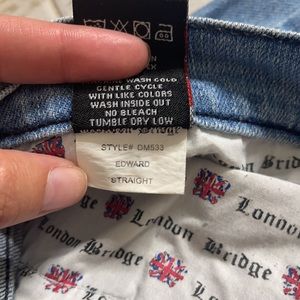 MACHINE WASH COLD
GENTLE CYCLE
WITH LIKE COLORS
WASH INSIDE OUT
NO BLEACH
TUMBLE DRY LOW
STYLE# DM533
EDWARD
STRAIGHT
London
London Bridge
London
Bridge